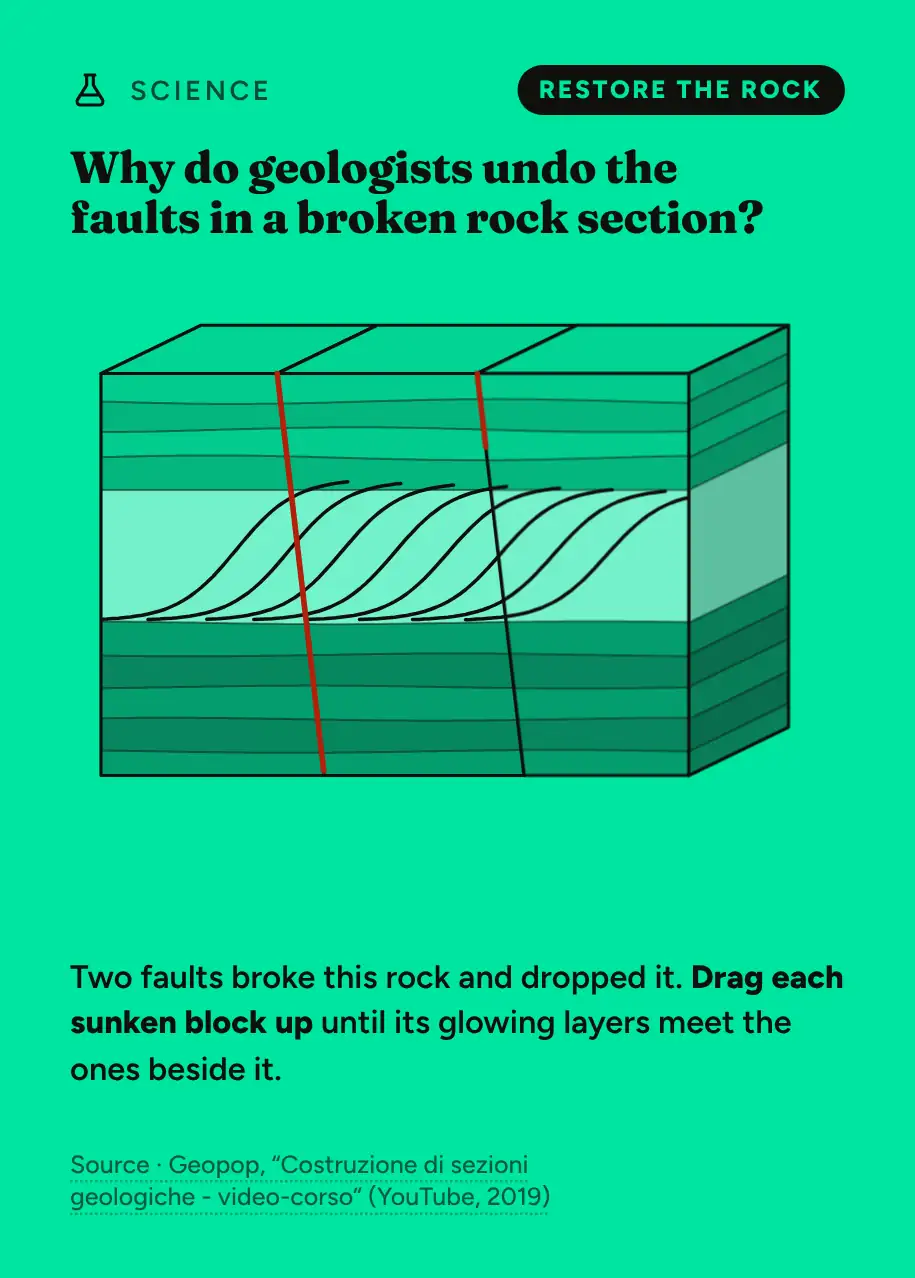 SCIENCE
RESTORE THE ROCK
Why do geologists undo the
faults in a broken rock section?
Two faults broke this rock and dropped it. Drag each
sunken block up until its glowing layers meet the
ones beside it.
Source · Geopop, “Costruzione di sezioni
geologiche - video-corso” (YouTube, 2019)